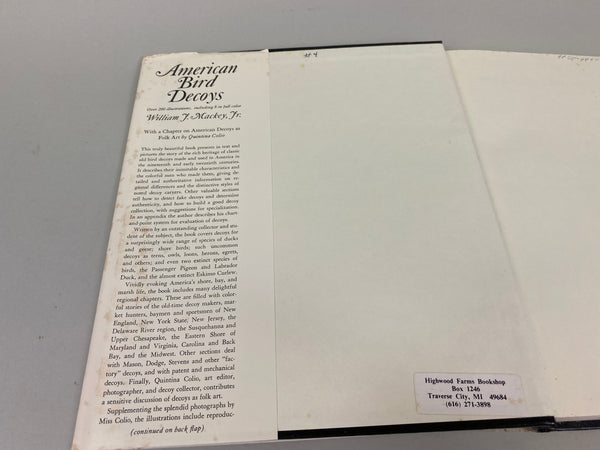 American
Bird
Decoys
Over 200 illustrations, including 8 in full color
William J. Mackey, Jr.
With a Chapter on American Decoys as
Folk Art by Quintina Colio
This truly beautiful book presents in text and
pictures the story of the rich heritage of classic
old bird decoys made and used in America in
the nineteenth and early twentieth centuries.
It describes their inimitable characteristics and
the colorful men who made them, giving de-
tailed and authoritative information on re-
gional differences and the distinctive styles of
noted decoy carvers. Other valuable sections
tell how to detect fake decoys and determine
authenticity, and how to build a good decoy
collection, with suggestions for specialization.
In an appendix the author describes his chart
and point system for evaluation of decoys.
Written by an outstanding collector and stu-
dent of the subject, the book covers decoys for
a surprisingly wide range of species of ducks
and geese; shore birds; such uncommon
decoys as terns, owls, loons, herons, egrets,
and others; and even two extinct species of
birds, the Passenger Pigeon and Labrador
Duck, and the almost extinct Eskimo Curlew.
Vividly evoking America's shore, bay, and
marsh life, the book includes many delightful
regional chapters. These are filled with color-
ful stories of the old-time decoy makers, mar-
ket hunters, baymen and sportsmen of New
England, New York State, New Jersey, the
Delaware River region, the Susquehanna and
Upper Chesapeake, the Eastern Shore of
Maryland and Virginia, Carolina and Back
Bay, and the Midwest. Other sections deal
with Mason, Dodge, Stevens and other "fac-
tory" decoys, and with patent and mechanical
decoys. Finally, Quintina Colio, art editor,
photographer, and decoy collector, contributes
a sensitive discussion of decoys as folk art.
Supplementing the splendid photographs by
Miss Colio, the illustrations include reproduc-
(continued on back flap)
#4
Highwood Farms Bookshop
Box 1246
Traverse City, MI 49684
(616) 271-3898